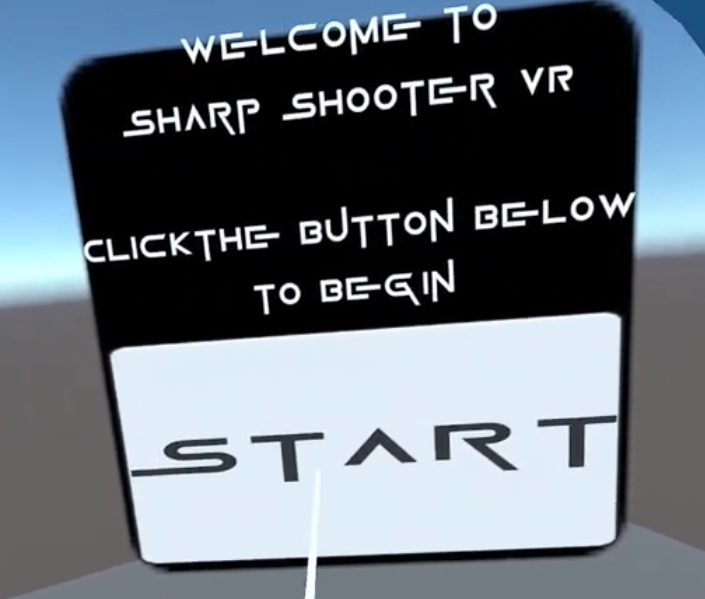 WELCOME TO
SHARP SHOOTER VR
CLICKTHE BUTTON BELOW
TO BEGIN
START